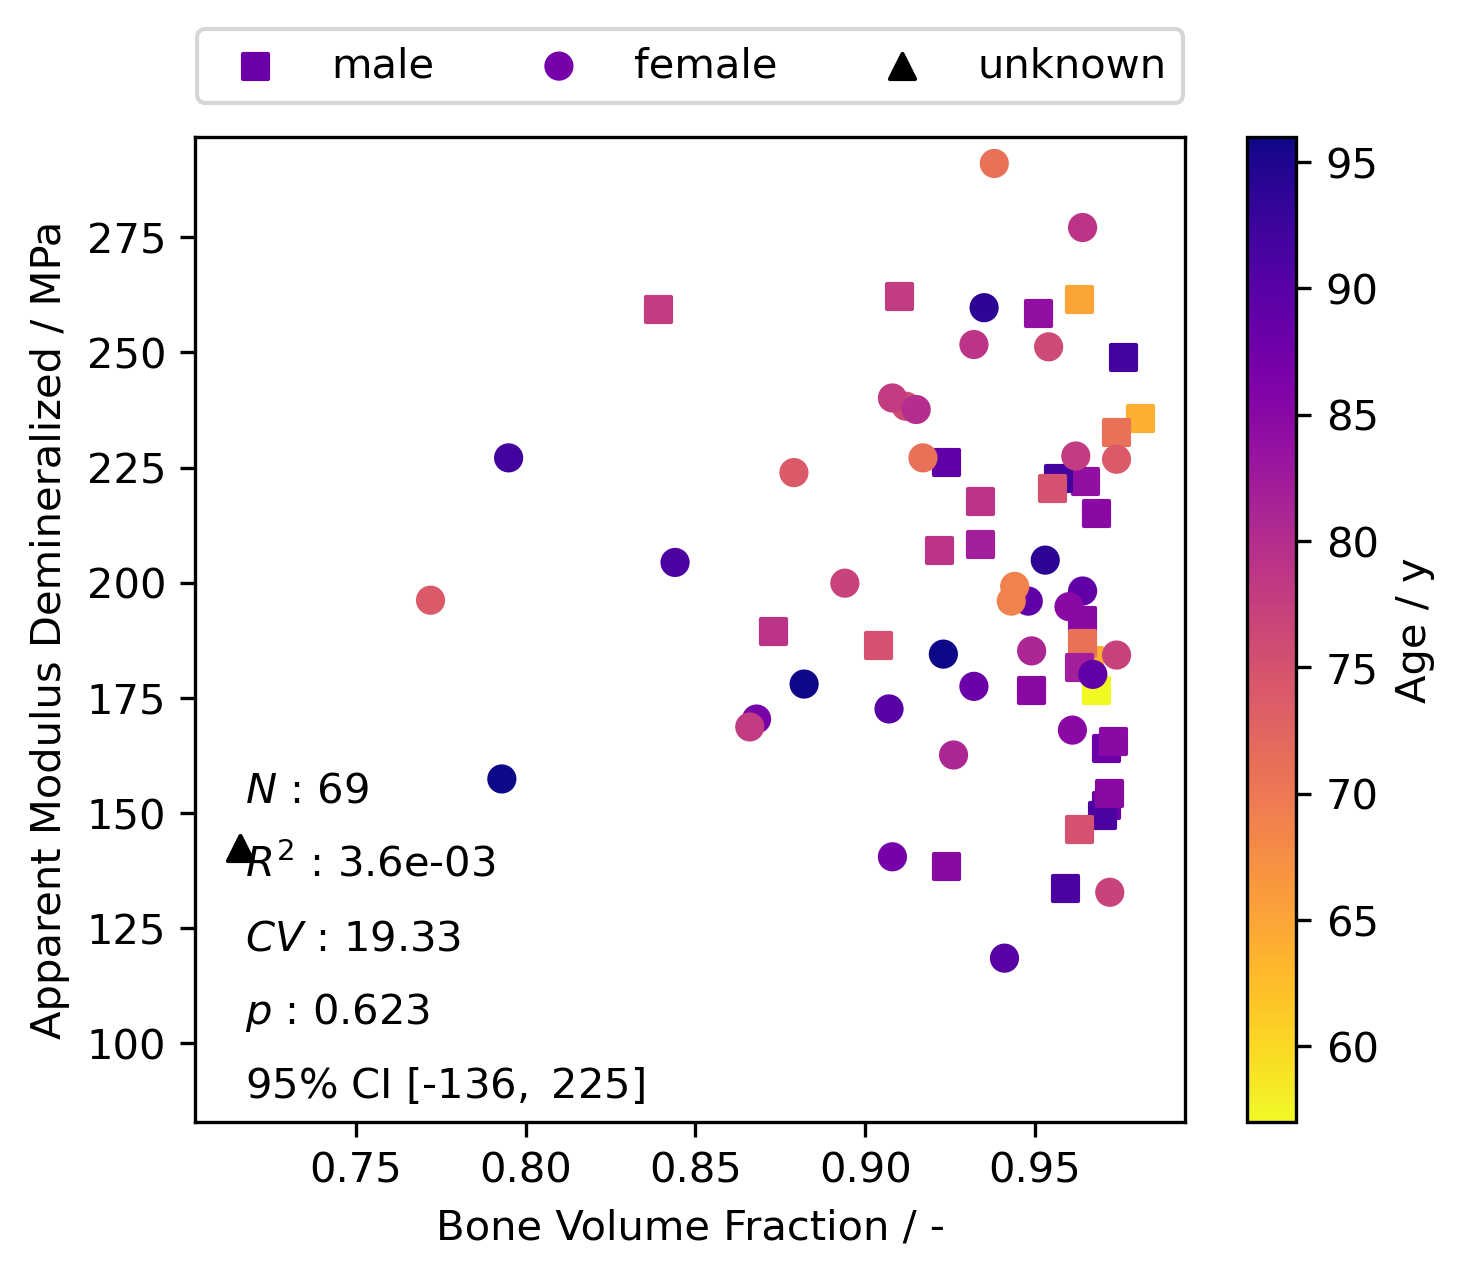 male female unknown
275
250
225
200
175
150
125
100
Apparent Modulus Demineralized / MPa
N : 69
R² : 3.6e-03
CV : 19.33
p : 0.623
95% CI [-136, 225]
0.75 0.80 0.85 0.90 0.95
Bone Volume Fraction / -
95
90
85
80
75
70
65
60
Age / y